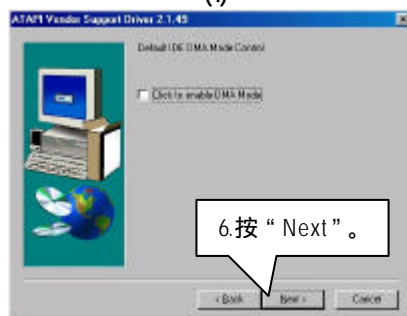 (4)
ATAPI Vendor Support Driver 2.1.45
Default IDE DMA Mode Control
Click to enable DMA Mode
6.按“Next”。
< Back
Next >
Cancel